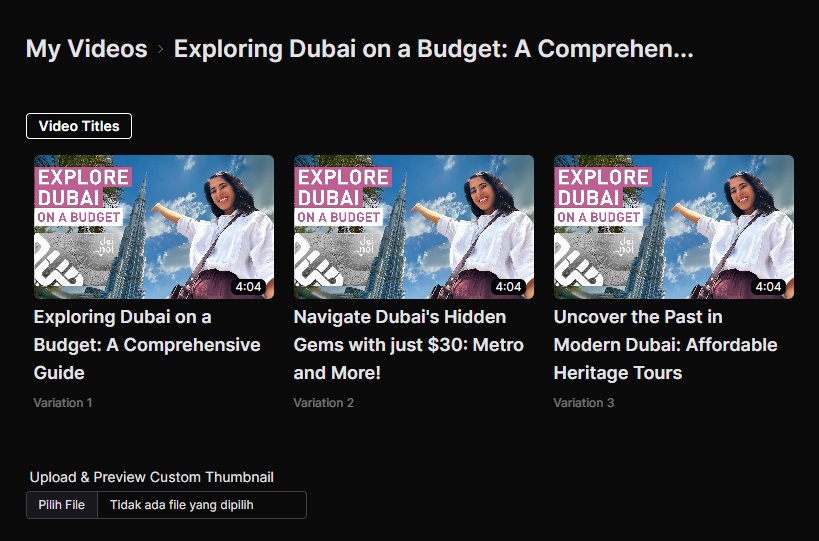 My Videos > Exploring Dubai on a Budget: A Comprehen...
Video Titles
EXPLORE
DUBAI
ON A BUDGET
4:04
EXPLORE
DUBAI
ON A BUDGET
4:04
EXPLORE
DUBAI
ON A BUDGET
4:04
Exploring Dubai on a
Budget: A Comprehensive
Guide
Variation 1
Navigate Dubai's Hidden
Gems with just $30: Metro
and More!
Variation 2
Uncover the Past in
Modern Dubai: Affordable
Heritage Tours
Variation 3
Upload & Preview Custom Thumbnail
Pilih File
Tidak ada file yang dipilih